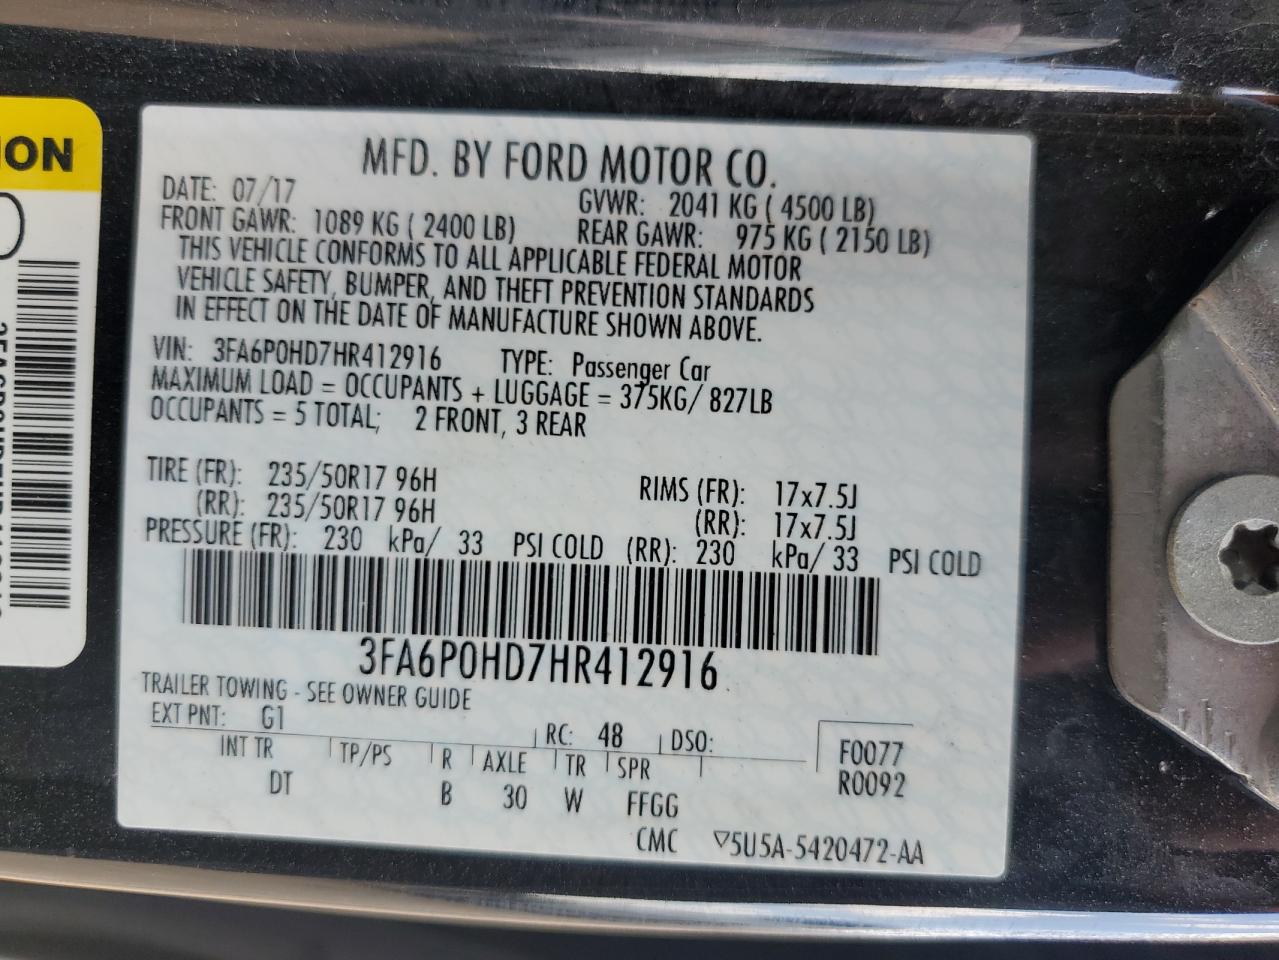 ION
MFD. BY FORD MOTOR CO.
DATE: 07/17 GVWR: 2041 KG ( 4500 LB)
FRONT GAWR: 1089 KG ( 2400 LB) REAR GAWR: 975 KG ( 2150 LB)
THIS VEHICLE CONFORMS TO ALL APPLICABLE FEDERAL MOTOR
VEHICLE SAFETY, BUMPER, AND THEFT PREVENTION STANDARDS
IN EFFECT ON THE DATE OF MANUFACTURE SHOWN ABOVE.
VIN: 3FA6P0HD7HR412916 TYPE: Passenger Car
MAXIMUM LOAD = OCCUPANTS + LUGGAGE = 375KG/ 827LB
OCCUPANTS = 5 TOTAL; 2 FRONT, 3 REAR
TIRE (FR): 235/50R17 96H RIMS (FR): 17x7.5J
(RR): 235/50R17 96H (RR): 17x7.5J
PRESSURE (FR): 230 kPa/ 33 PSI COLD (RR): 230 kPa/ 33 PSI COLD
3FA6P0HD7HR412916
TRAILER TOWING - SEE OWNER GUIDE
EXT PNT: G1 RC: 48 DSO: F0077
INT TR TP/PS R AXLE TR SPR R0092
DT B 30 W FFGG
CMC ▽5U5A-5420472-AA